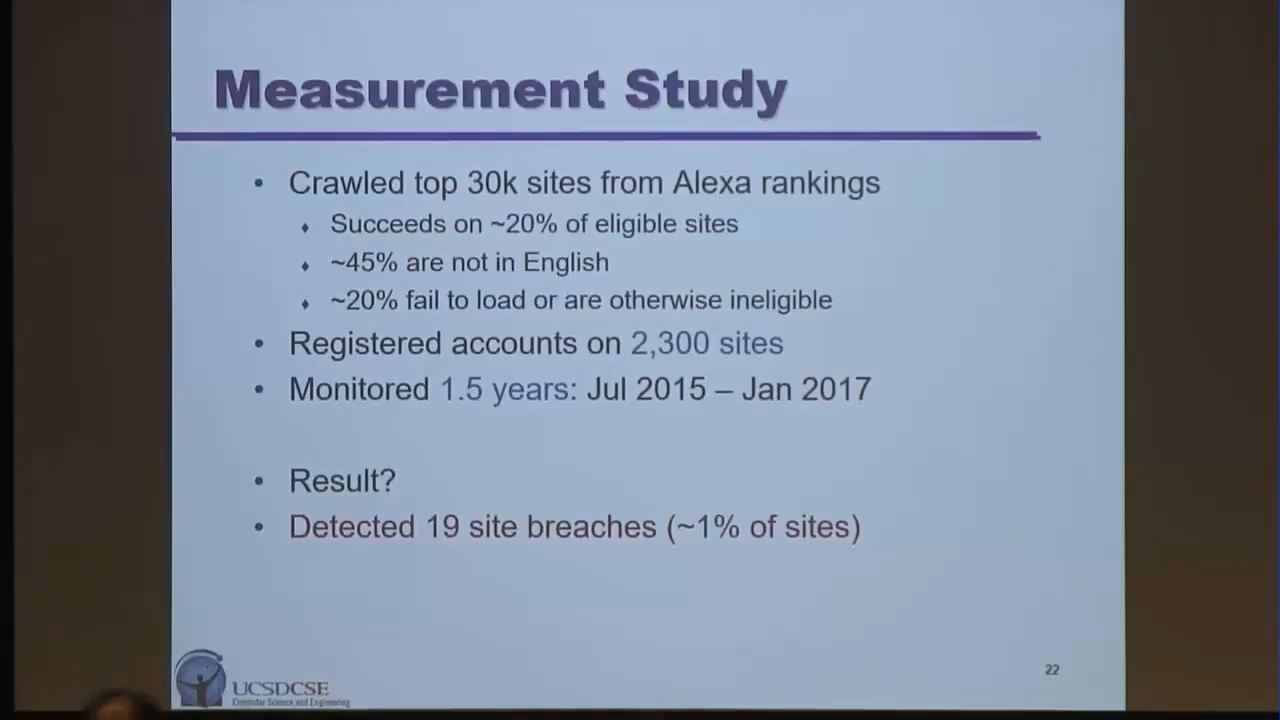 Measurement Study
• Crawled top 30k sites from Alexa rankings
♦ Succeeds on ~20% of eligible sites
♦ ~45% are not in English
♦ ~20% fail to load or are otherwise ineligible
• Registered accounts on 2,300 sites
• Monitored 1.5 years: Jul 2015 – Jan 2017
• Result?
• Detected 19 site breaches (~1% of sites)
22
UCSDCSE
Computer Science and Engineering